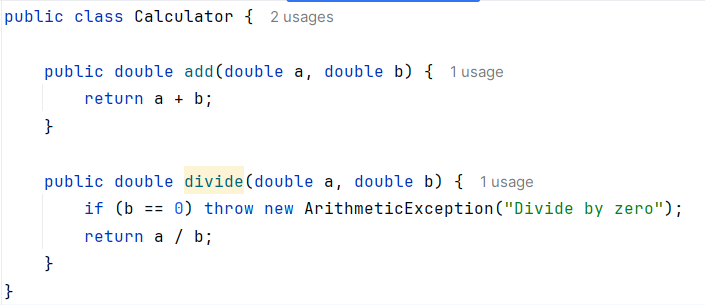 public class Calculator {  2 usages
    public double add(double a, double b) {  1 usage
        return a + b;
    }
    public double divide(double a, double b) {  1 usage
        if (b == 0) throw new ArithmeticException("Divide by zero");
        return a / b;
    }
}